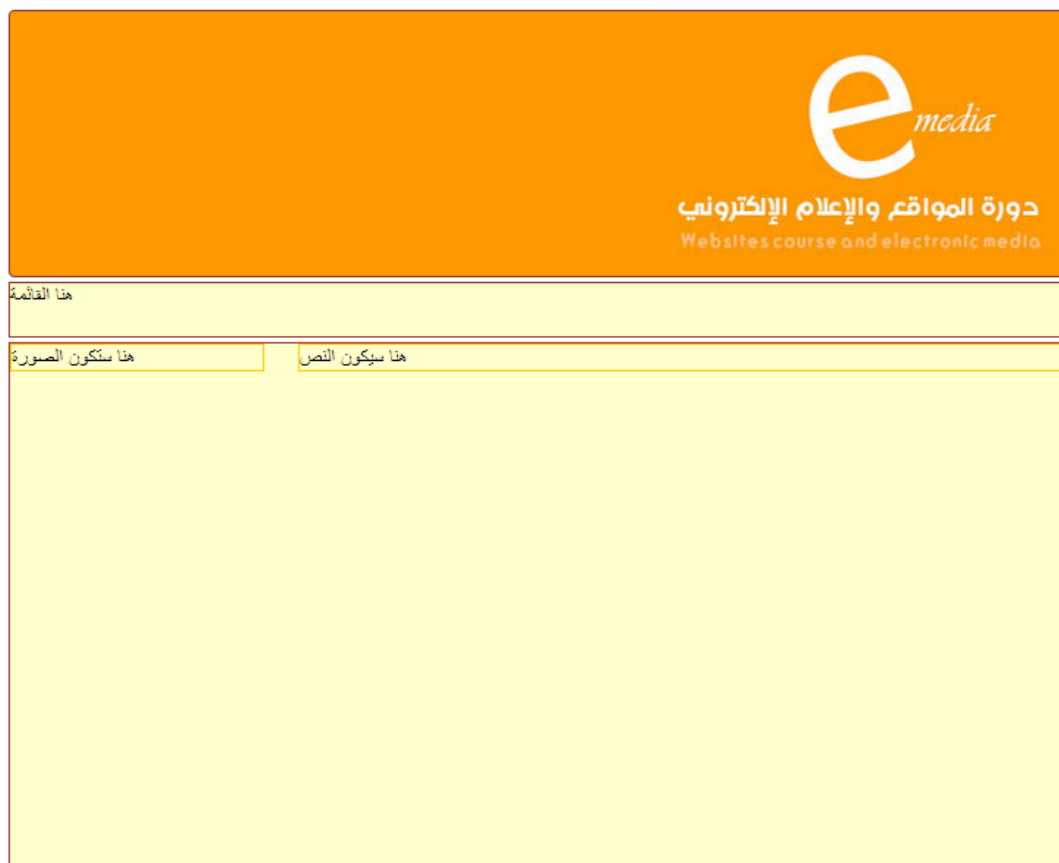 e media
دورة المواقع والإعلام الإلكتروني
Websites course and electronic media
هنا القائمة
هنا ستكون الصورة
هنا سيكون النص